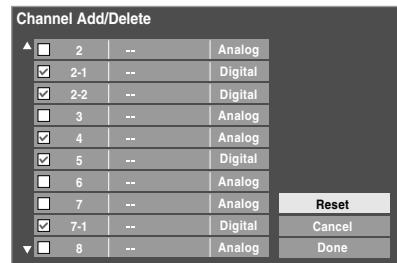 Channel Add/Delete
2 -- Analog
2-1 -- Digital
2-2 -- Digital
3 -- Analog
4 -- Analog
5 -- Digital
6 -- Analog
7 -- Analog
7-1 -- Digital
8 -- Analog
Reset
Cancel
Done